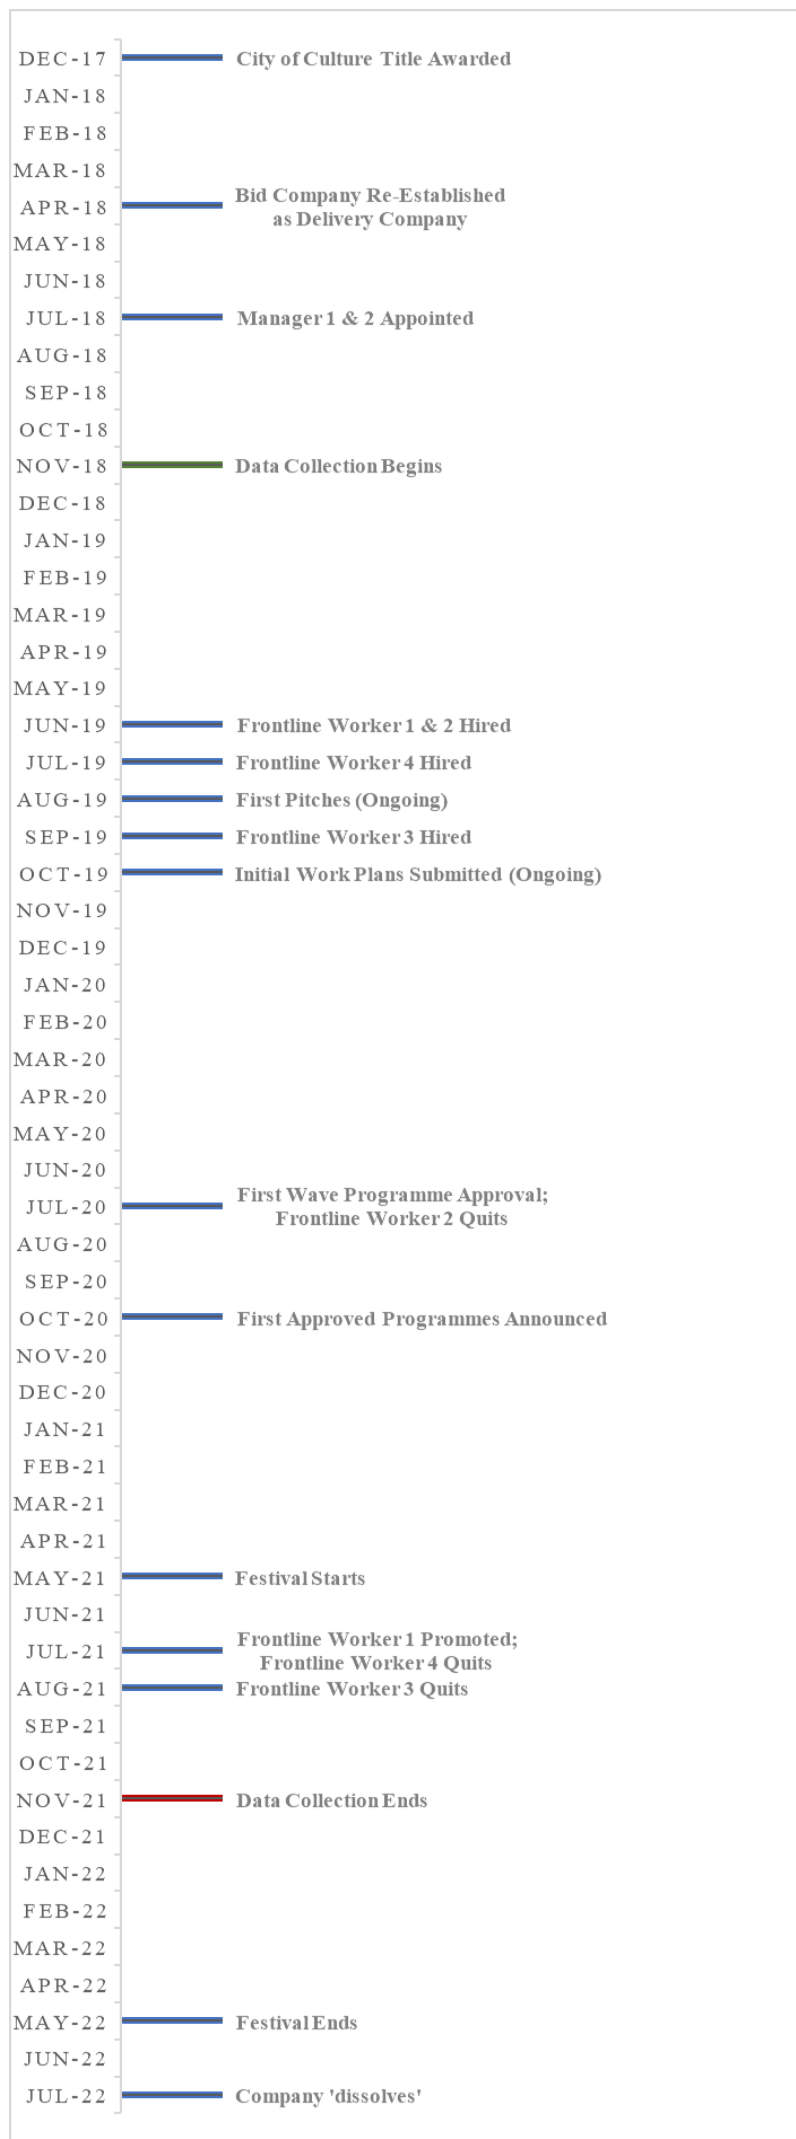 DEC-17 City of Culture Title Awarded
JAN-18
FEB-18
MAR-18
Bid Company Re-Established
APR-18
as Delivery Company
MAY-18
JUN-18
JUL-18 Manager 1 & 2 Appointed
AUG-18
SEP-18
OCT-18
NOV-18 Data Collection Begins
DEC-18
JAN-19
FEB-19
MAR-19
APR-19
MAY-19
JUN-19 Frontline Worker 1 & 2 Hired
JUL-19 Frontline Worker 4 Hired
AUG-19 First Pitches (Ongoing)
SEP-19 Frontline Worker 3 Hired
OCT-19 Initial Work Plans Submitted (Ongoing)
NOV-19
DEC-19
JAN-20
FEB-20
MAR-20
APR-20
MAY-20
JUN-20
First Wave Programme Approval;
JUL-20
Frontline Worker 2 Quits
AUG-20
SEP-20
OCT-20 First Approved Programmes Announced
NOV-20
DEC-20
JAN-21
FEB-21
MAR-21
APR-21
MAY-21 Festival Starts
JUN-21
Frontline Worker 1 Promoted;
JUL-21
Frontline Worker 4 Quits
AUG-21 Frontline Worker 3 Quits
SEP-21
OCT-21
NOV-21 Data Collection Ends
DEC-21
JAN-22
FEB-22
MAR-22
APR-22
MAY-22 Festival Ends
JUN-22
JUL-22 Company 'dissolves'